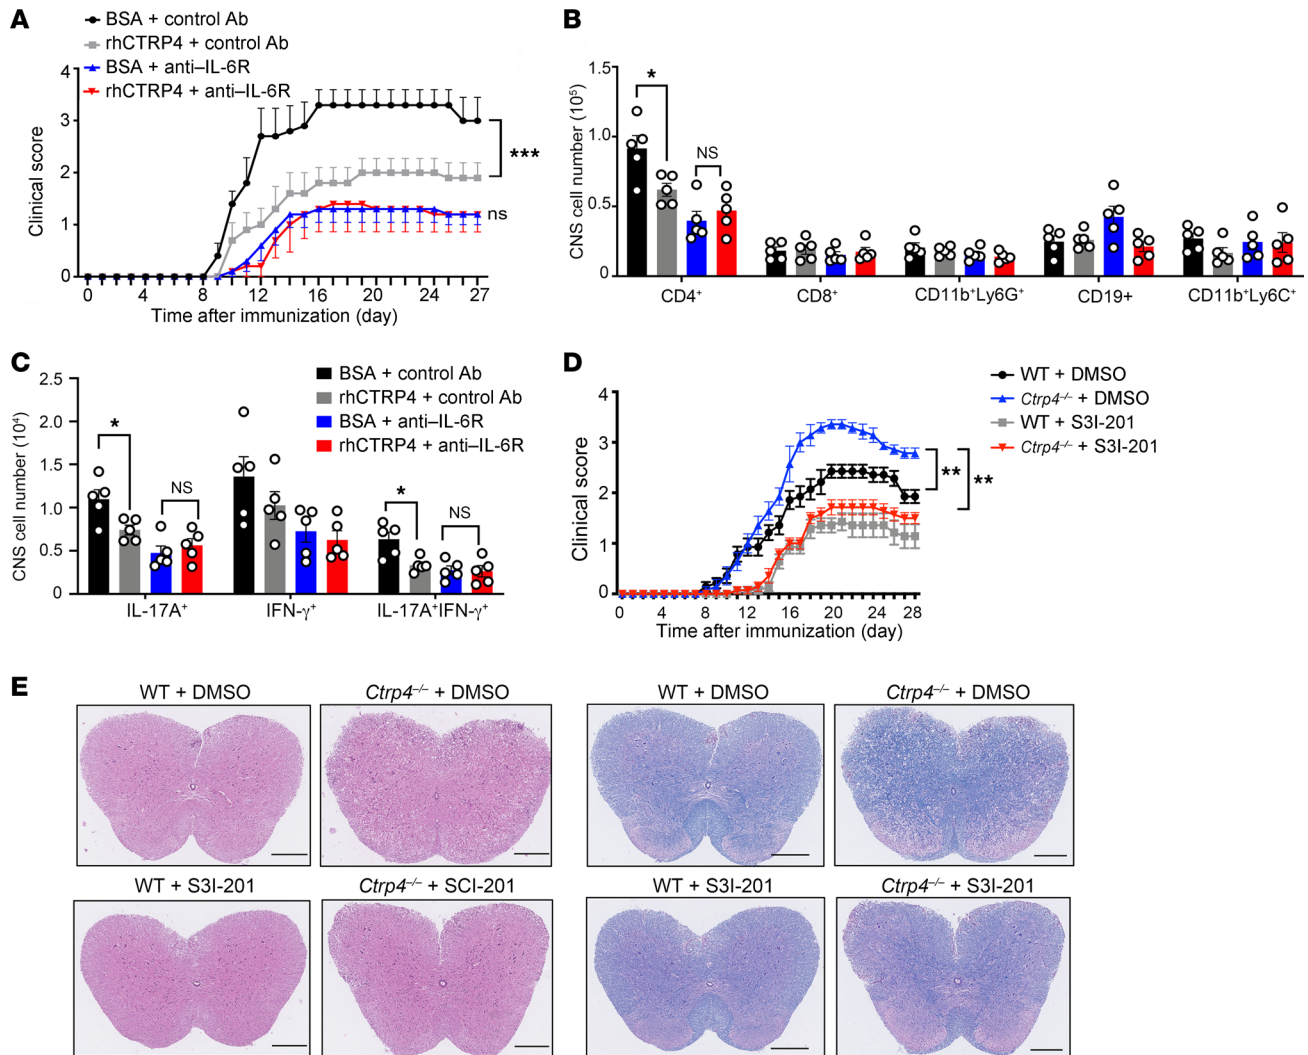 A
BSA + control Ab
rhCTRP4 + control Ab
BSA + anti–IL-6R
rhCTRP4 + anti–IL-6R
Clinical score
4
3
2
1
0
***
ns
0 4 8 12 16 20 24 27
Time after immunization (day)
B
CNS cell number (10⁵)
1.5
1.0
0.5
0
*
NS
CD4⁺ CD8⁺ CD11b⁺Ly6G⁺ CD19+ CD11b⁺Ly6C⁺
C
BSA + control Ab
rhCTRP4 + control Ab
BSA + anti–IL-6R
rhCTRP4 + anti–IL-6R
CNS cell number (10⁴)
2.5
2.0
1.5
1.0
0.5
0
*
NS
*
NS
IL-17A⁺ IFN-γ⁺ IL-17A⁺IFN-γ⁺
D
WT + DMSO
Ctrp4⁻/⁻ + DMSO
WT + S3I-201
Ctrp4⁻/⁻ + S3I-201
Clinical score
4
3
2
1
0
**
**
0 4 8 12 16 20 24 28
Time after immunization (day)
E
WT + DMSO Ctrp4⁻/⁻ + DMSO WT + DMSO Ctrp4⁻/⁻ + DMSO
WT + S3I-201 Ctrp4⁻/⁻ + SCI-201 WT + S3I-201 Ctrp4⁻/⁻ + S3I-201